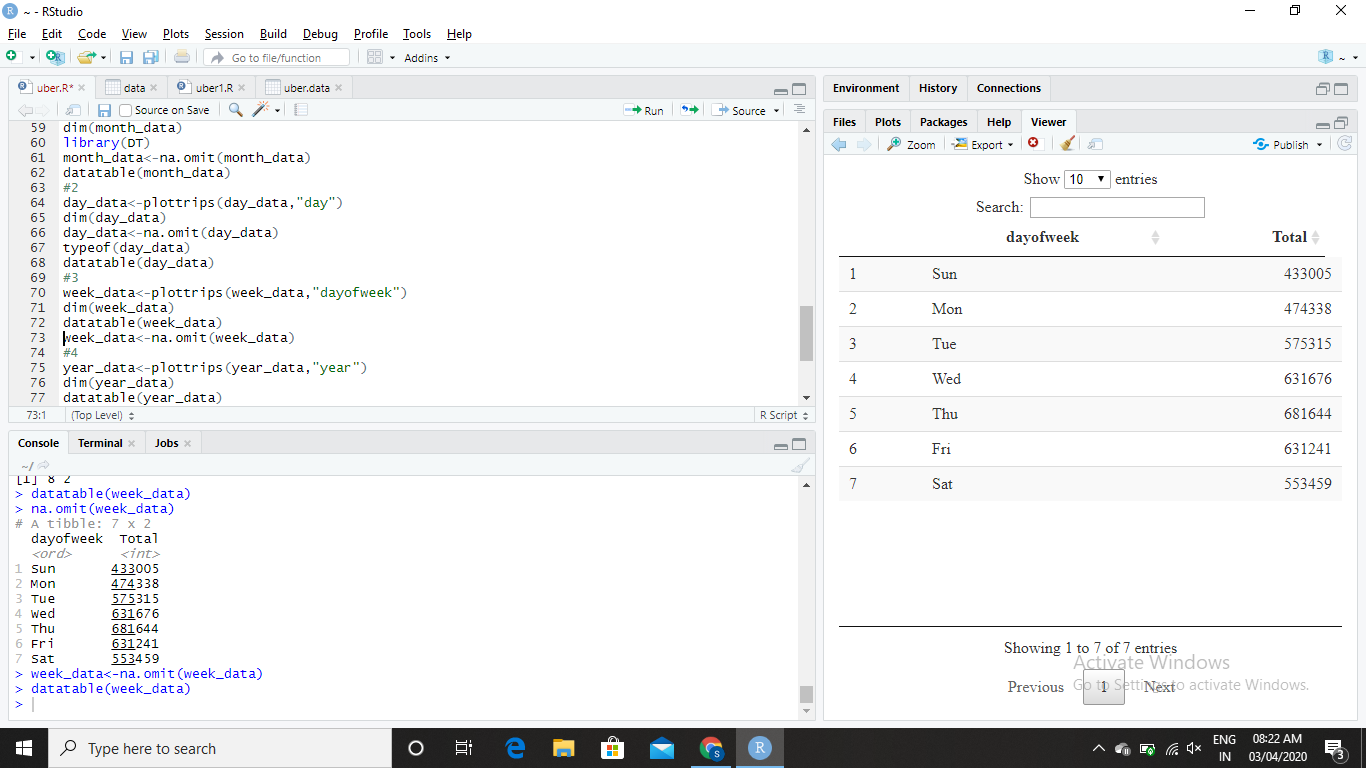 ~ - RStudio
File Edit Code View Plots Session Build Debug Profile Tools Help
Go to file/function Addins
uber.R* data uber1.R uber.data
Source on Save Run Source
59 dim(month_data)
60 library(DT)
61 month_data<-na.omit(month_data)
62 datatable(month_data)
63 #2
64 day_data<-plottrips(day_data,"day")
65 dim(day_data)
66 day_data<-na.omit(day_data)
67 typeof(day_data)
68 datatable(day_data)
69 #3
70 week_data<-plottrips(week_data,"dayofweek")
71 dim(week_data)
72 datatable(week_data)
73 week_data<-na.omit(week_data)
74 #4
75 year_data<-plottrips(year_data,"year")
76 dim(year_data)
77 datatable(year_data)
73:1 (Top Level) R Script
Console Terminal Jobs
~/
[1] 8 2
> datatable(week_data)
> na.omit(week_data)
# A tibble: 7 x 2
dayofweek Total
<ord> <int>
1 Sun 433005
2 Mon 474338
3 Tue 575315
4 Wed 631676
5 Thu 681644
6 Fri 631241
7 Sat 553459
> week_data<-na.omit(week_data)
> datatable(week_data)
>
Environment History Connections
Files Plots Packages Help Viewer
Zoom Export Publish
Show 10 entries
Search:
dayofweek Total
1 Sun 433005
2 Mon 474338
3 Tue 575315
4 Wed 631676
5 Thu 681644
6 Fri 631241
7 Sat 553459
Showing 1 to 7 of 7 entries
Previous 1 Next
Activate Windows
Go to Settings to activate Windows.
Type here to search
ENG
IN
08:22 AM
03/04/2020
3